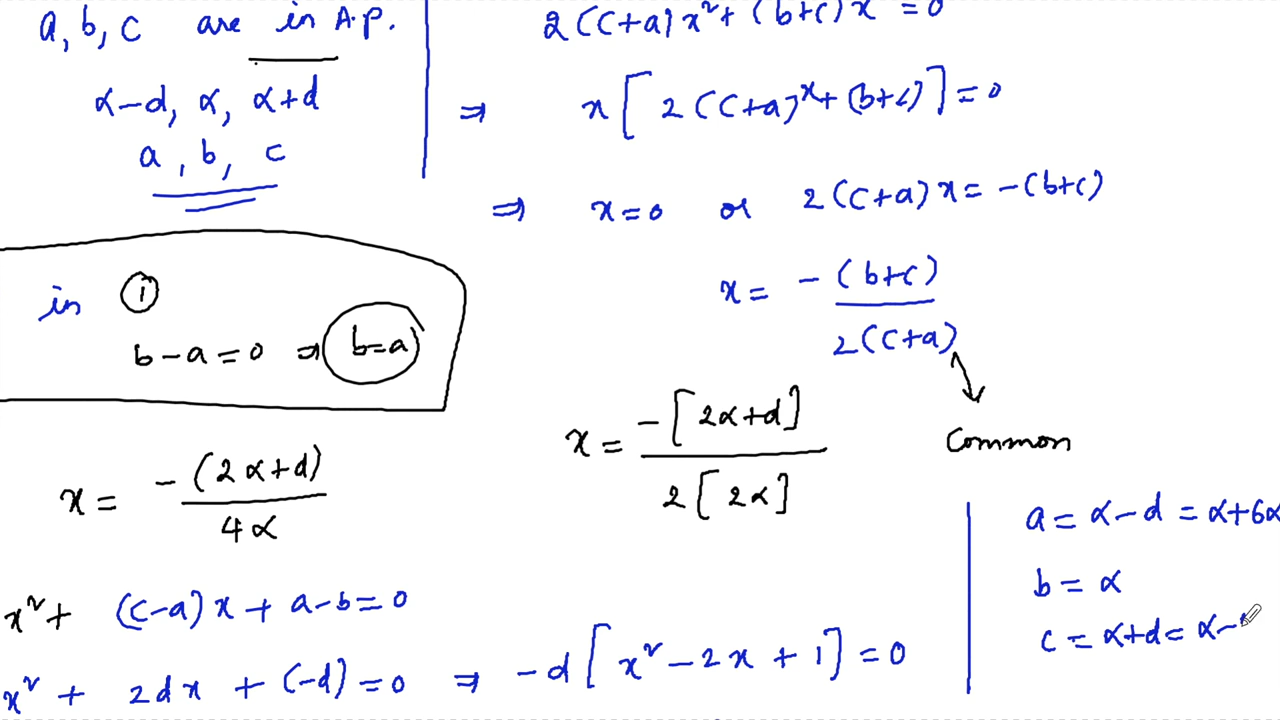 a, b, c are in A.P.
α-d, α, α+d
a, b, c
2(c+a)x²+(b+c)x = 0
⇒ x[2(c+a)x+(b+c)]=0
⇒ x=0 or 2(c+a)x = -(b+c)
x = -(b+c)/2(c+a)
Common
in ①
b-a=0 ⇒ b=a
x = -[2α+d]/2[2α]
x = -(2α+d)/4α
x²+ (c-a)x + a-b=0
x² + 2dx + (-d)=0 ⇒ -d[x²-2x+1]=0
a = α-d = α+6α
b = α
c = α+d = α-